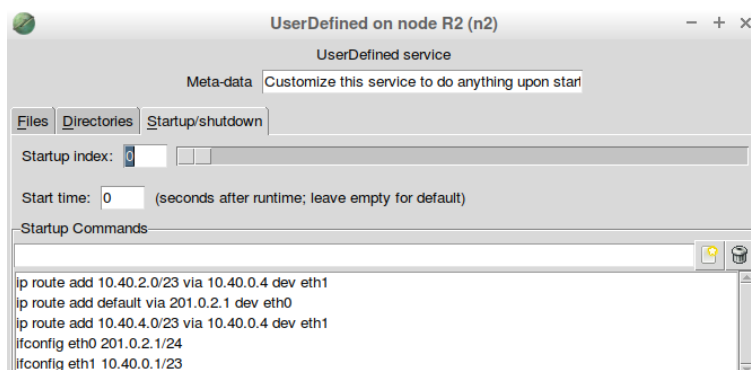 UserDefined on node R2 (n2)
UserDefined service
Meta-data Customize this service to do anything upon start
Files Directories Startup/shutdown
Startup index: 0
Start time: 0 (seconds after runtime; leave empty for default)
Startup Commands
ip route add 10.40.2.0/23 via 10.40.0.4 dev eth1
ip route add default via 201.0.2.1 dev eth0
ip route add 10.40.4.0/23 via 10.40.0.4 dev eth1
ifconfig eth0 201.0.2.1/24
ifconfig eth1 10.40.0.1/23